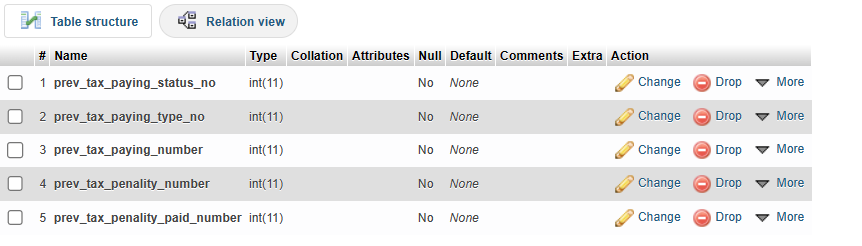 Table structure Relation view
# Name Type Collation Attributes Null Default Comments Extra Action
1 prev_tax_paying_status_no int(11) No None Change Drop More
2 prev_tax_paying_type_no int(11) No None Change Drop More
3 prev_tax_paying_number int(11) No None Change Drop More
4 prev_tax_penality_number int(11) No None Change Drop More
5 prev_tax_penality_paid_number int(11) No None Change Drop More